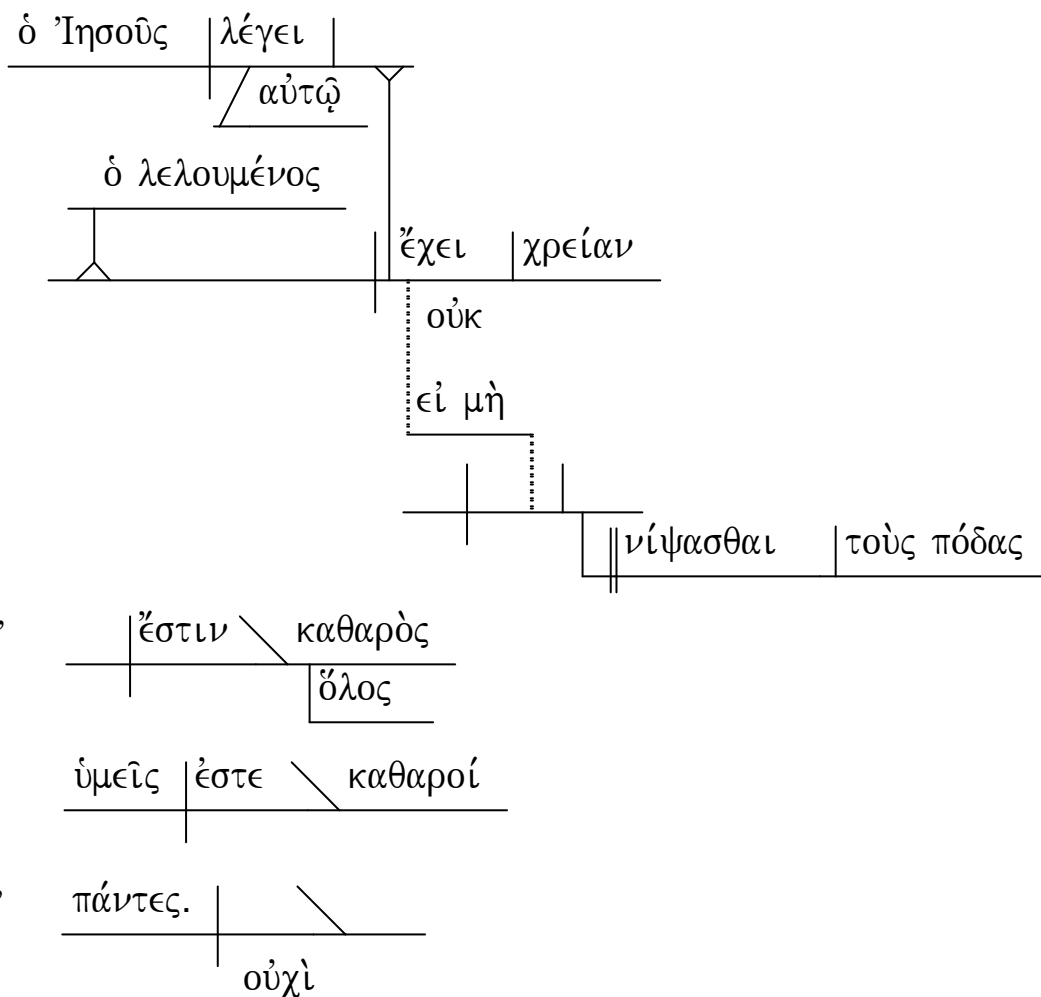 ὁ Ἰησοῦς λέγει
αὐτῷ
ὁ λελουμένος
ἔχει χρείαν
οὐκ
εἰ μὴ
νίψασθαι τοὺς πόδας
ἔστιν καθαρὸς
ὅλος
ὑμεῖς ἐστε καθαροί
πάντες.
οὐχὶ